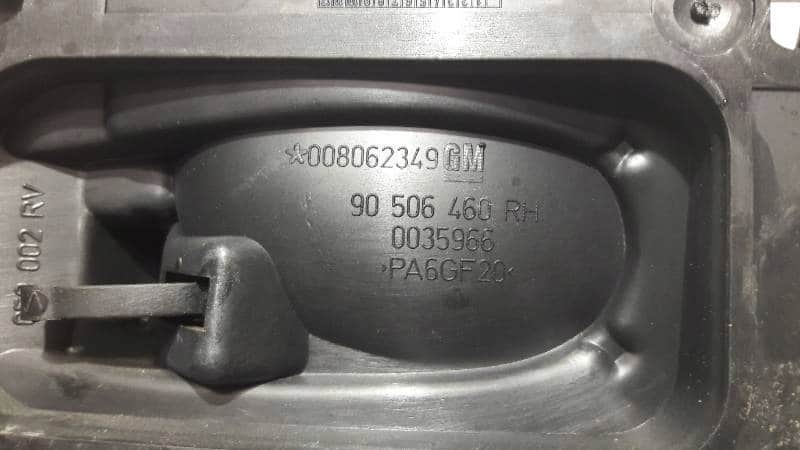 ☆008062349 GM
90 506 460 RH
0035966
>PA6GF20<
002 RV